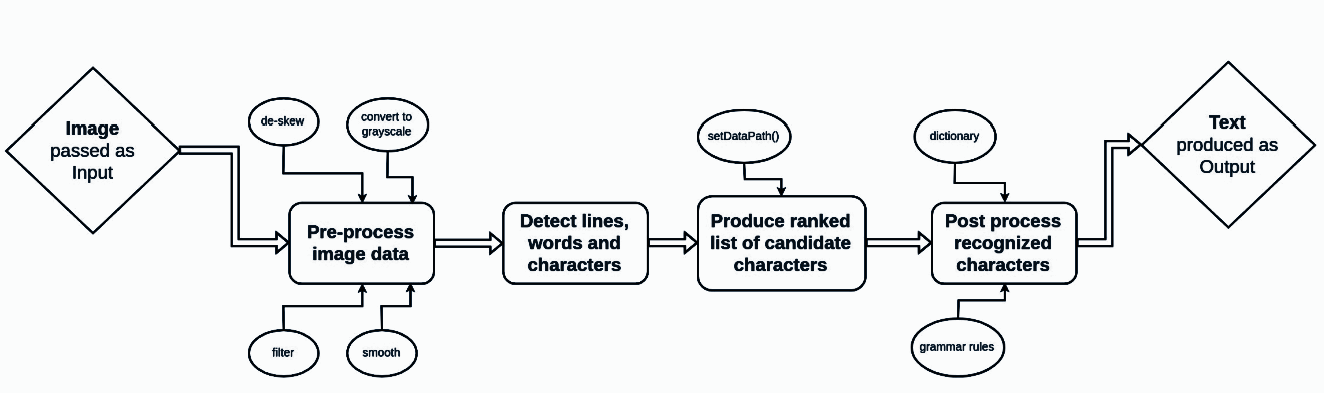 Image
passed as
Input
de-skew
convert to
grayscale
Pre-process
image data
filter
smooth
Detect lines,
words and
characters
setDataPath()
Produce ranked
list of candidate
characters
dictionary
Post process
recognized
characters
grammar rules
Text
produced as
Output